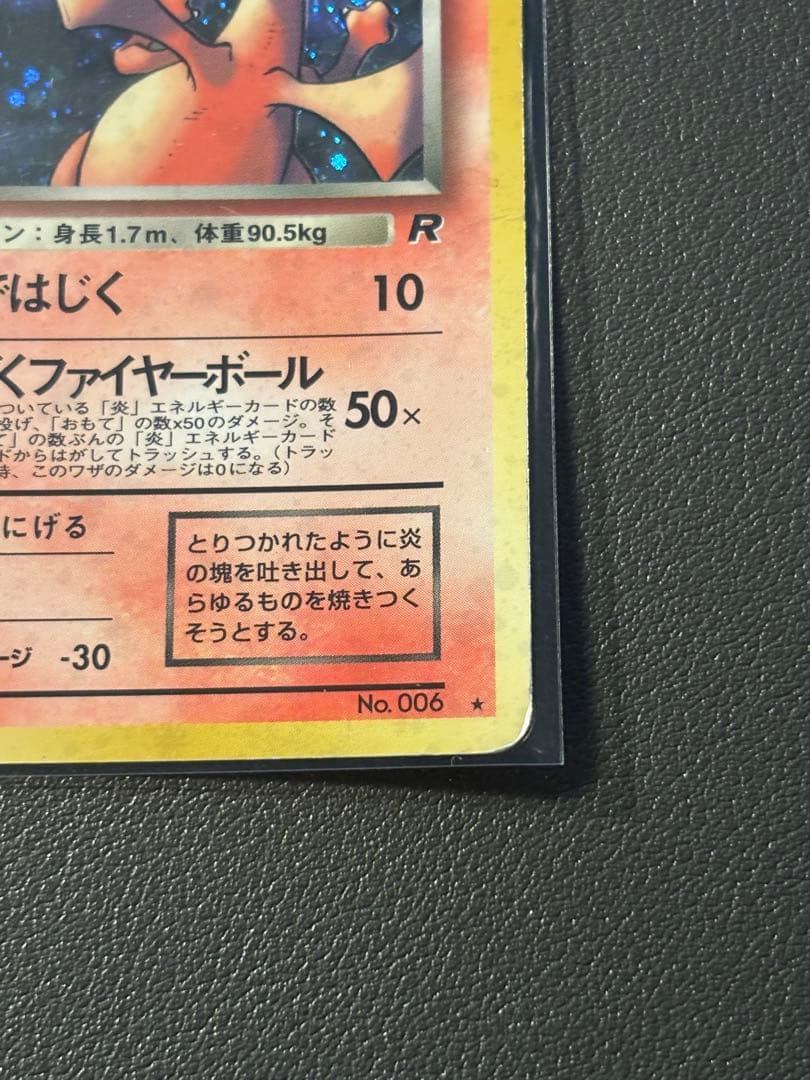 ン：身長1.7m、体重90.5kg R
ではじく 10
くファイヤーボール 50×
ついている「炎」エネルギーカードの数
投げ、「おもて」の数x50のダメージ。そ
て」の数ぶんの「炎」エネルギーカード
ドからはがしてトラッシュする。（トラッ
時、このワザのダメージは0になる）
にげる
とりつかれたように炎
の塊を吐き出して、あ
らゆるものを焼きつく
そうとする。
ージ -30
No. 006 ★